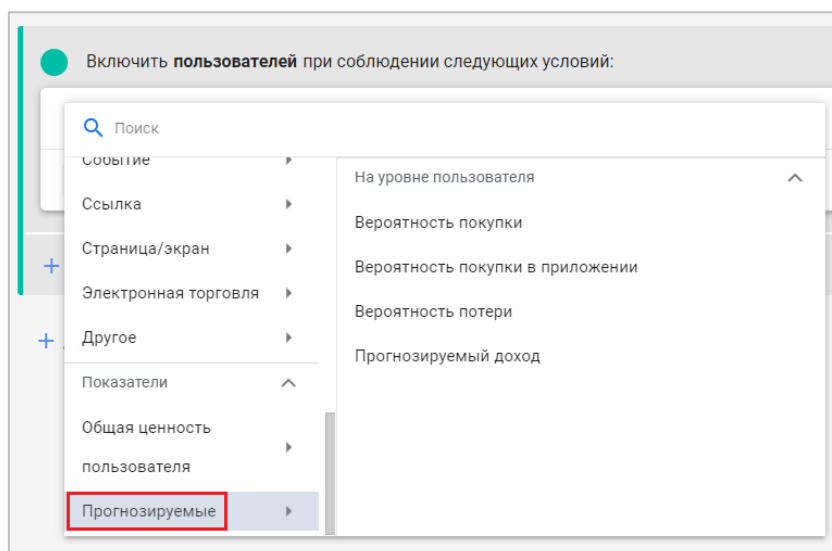 Включить пользователей при соблюдении следующих условий:
Поиск
Событие
Ссылка
Страница/экран
Электронная торговля
Другое
Показатели
Общая ценность
пользователя
Прогнозируемые
На уровне пользователя
Вероятность покупки
Вероятность покупки в приложении
Вероятность потери
Прогнозируемый доход